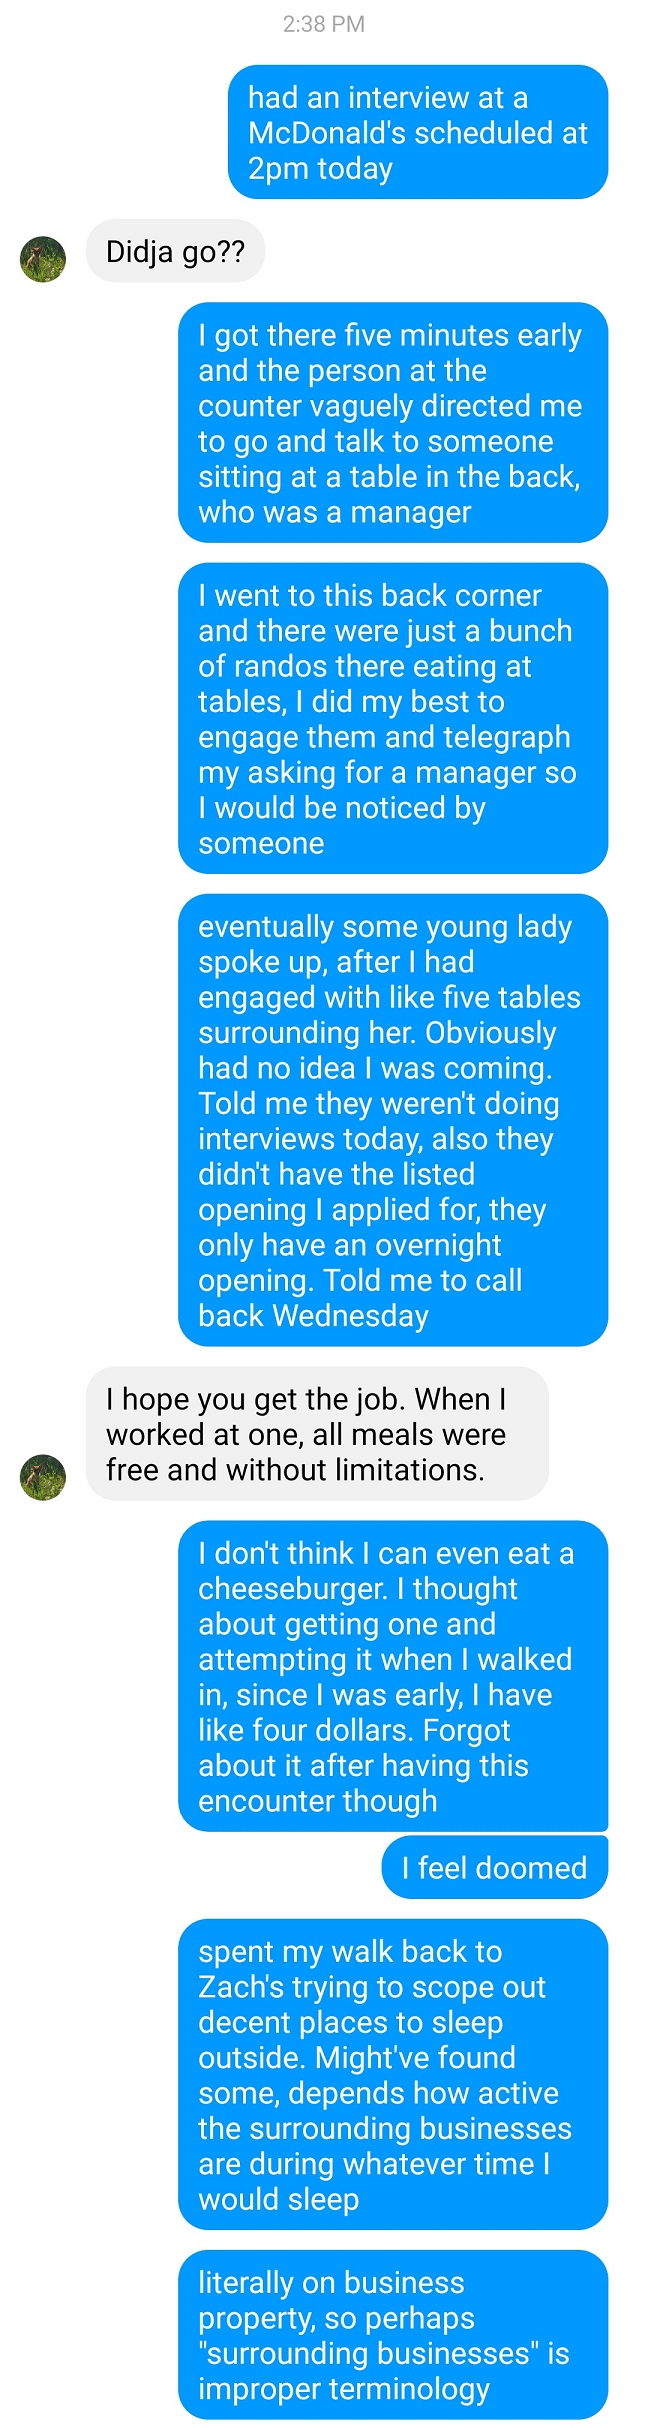 2:38 PM
had an interview at a
McDonald's scheduled at
2pm today
Didja go??
I got there five minutes early
and the person at the
counter vaguely directed me
to go and talk to someone
sitting at a table in the back,
who was a manager
I went to this back corner
and there were just a bunch
of randos there eating at
tables, I did my best to
engage them and telegraph
my asking for a manager so
I would be noticed by
someone
eventually some young lady
spoke up, after I had
engaged with like five tables
surrounding her. Obviously
had no idea I was coming.
Told me they weren't doing
interviews today, also they
didn't have the listed
opening I applied for, they
only have an overnight
opening. Told me to call
back Wednesday
I hope you get the job. When I
worked at one, all meals were
free and without limitations.
I don't think I can even eat a
cheeseburger. I thought
about getting one and
attempting it when I walked
in, since I was early, I have
like four dollars. Forgot
about it after having this
encounter though
I feel doomed
spent my walk back to
Zach's trying to scope out
decent places to sleep
outside. Might've found
some, depends how active
the surrounding businesses
are during whatever time I
would sleep
literally on business
property, so perhaps
"surrounding businesses" is
improper terminology